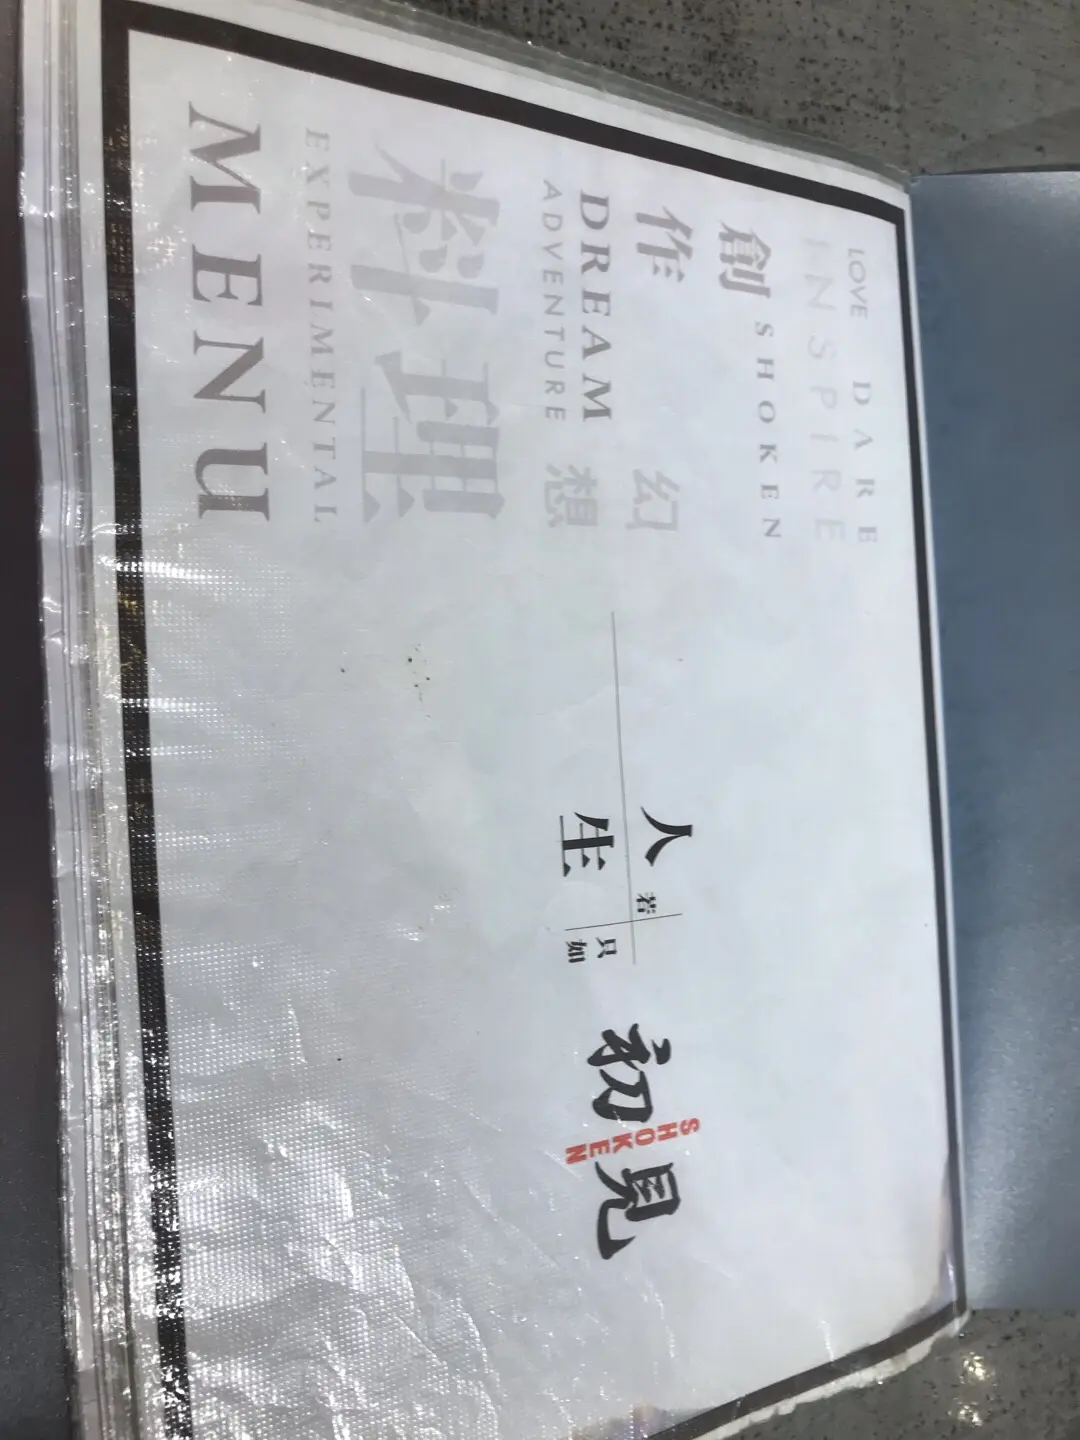 LOVE DARE
INSPIRE
創 SHOKEN
作 幻
DREAM 想
ADVENTURE
料理
EXPERIMENTAL
MENU
人生
若只如
初見
SHOKEN